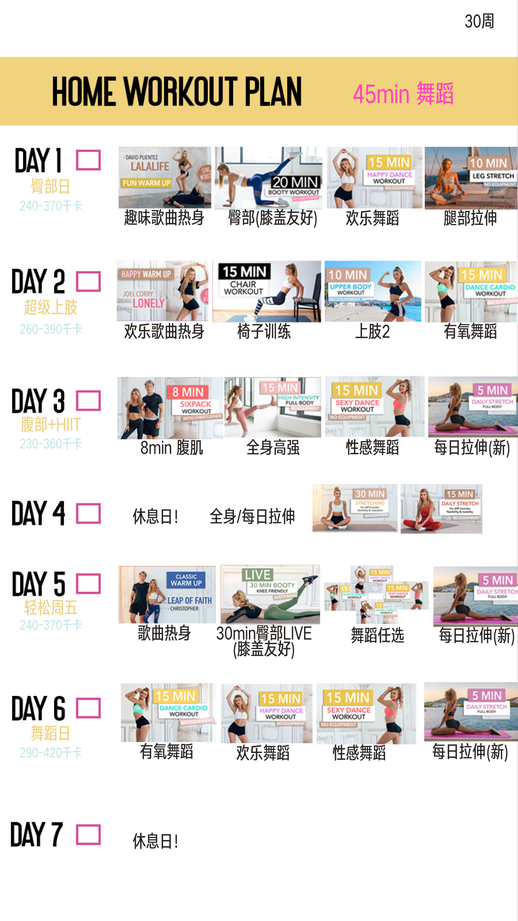 30周
HOME WORKOUT PLAN
45min 舞蹈
DAY 1
臀部日
240-370千卡
DAVID PUENTEZ
LALALIFE
FUN WARM UP
20 MIN
BOOTY WORKOUT
15 MIN
HAPPY DANCE
WORKOUT
NO EQUIPMENT
10 MIN
LEG STRETCH
NO EQUIPMENT
趣味歌曲热身
臀部(膝盖友好)
欢乐舞蹈
腿部拉伸
DAY 2
超级上肢
260-390千卡
HAPPY WARM UP
JOEL CORRY
LONELY
15 MIN
CHAIR
WORKOUT
10 MIN
UPPER BODY
WORKOUT
NO EQUIPMENT
15 MIN
DANCE CARDIO
WORKOUT
欢乐歌曲热身
椅子训练
上肢2
有氧舞蹈
DAY 3
腹部+HIIT
230-360千卡
8 MIN
SIXPACK
WORKOUT
15 MIN
HIGH INTENSITY
FULL BODY
15 MIN
SEXY DANCE
WORKOUT
NO EQUIPMENT
5 MIN
DAILY STRETCH
FULL BODY
8min 腹肌
全身高强
性感舞蹈
每日拉伸(新)
DAY 4
休息日!
全身/每日拉伸
30 MIN
STRETCHING
15 MIN
STRETCH
DAY 5
轻松周五
240-370千卡
CLASSIC
WARM UP
LEAP OF FAITH
- CHRISTOPHER
LIVE
30 MIN BOOTY
KNEE FRIENDLY
5 MIN
DAILY STRETCH
FULL BODY
歌曲热身
30min臀部LIVE
(膝盖友好)
舞蹈任选
每日拉伸(新)
DAY 6
舞蹈日
290-420千卡
15 MIN
DANCE CARDIO
WORKOUT
15 MIN
HAPPY DANCE
WORKOUT
NO EQUIPMENT
15 MIN
SEXY DANCE
WORKOUT
NO EQUIPMENT
5 MIN
DAILY STRETCH
FULL BODY
有氧舞蹈
欢乐舞蹈
性感舞蹈
每日拉伸(新)
DAY 7
休息日!